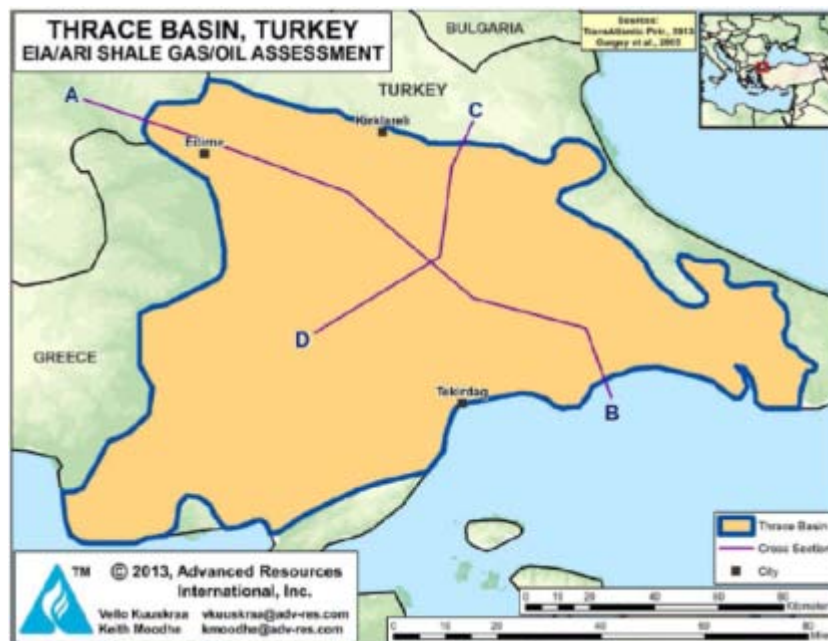 THRACE BASIN, TURKEY
EIA/ARI SHALE GAS/OIL ASSESSMENT
BULGARIA
Sources:
TransAtlantic Petr., 2013
TURKEY
A
C
Kirklareli
Edirne
D
GREECE
Tekirdag
B
Thrace Basin
Cross Section
City
TM
© 2013, Advanced Resources
International, Inc.
Vello Kuuskraa vkuuskraa@adv-res.com
Keith Moodhe kmoodhe@adv-res.com
0 10 20 40 60 80
Kilometers
0 20 40 60 80